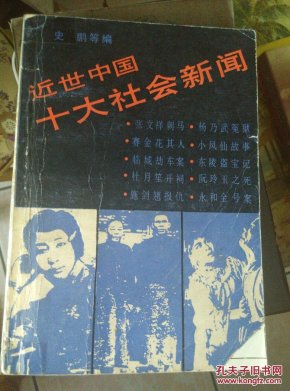 史 鹏等编
近世中国
十大社会新闻
·张文祥刺马 ·杨乃武冤狱
·赛金花其人 ·小凤仙故事
·临城劫车案 ·东陵盗宝记
·杜月笙开祠 ·阮玲玉之死
·施剑翘报仇 ·永和金号案